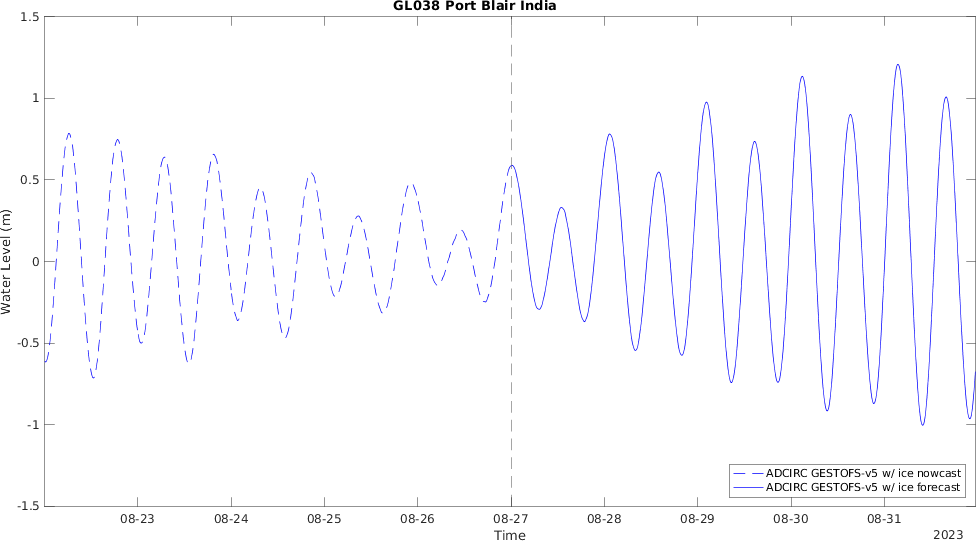 GL038 Port Blair India
1.5
1
0.5
0
-0.5
-1
-1.5
Water Level (m)
08-23 08-24 08-25 08-26 08-27 08-28 08-29 08-30 08-31
Time
2023
ADCIRC GESTOFS-v5 w/ ice nowcast
ADCIRC GESTOFS-v5 w/ ice forecast